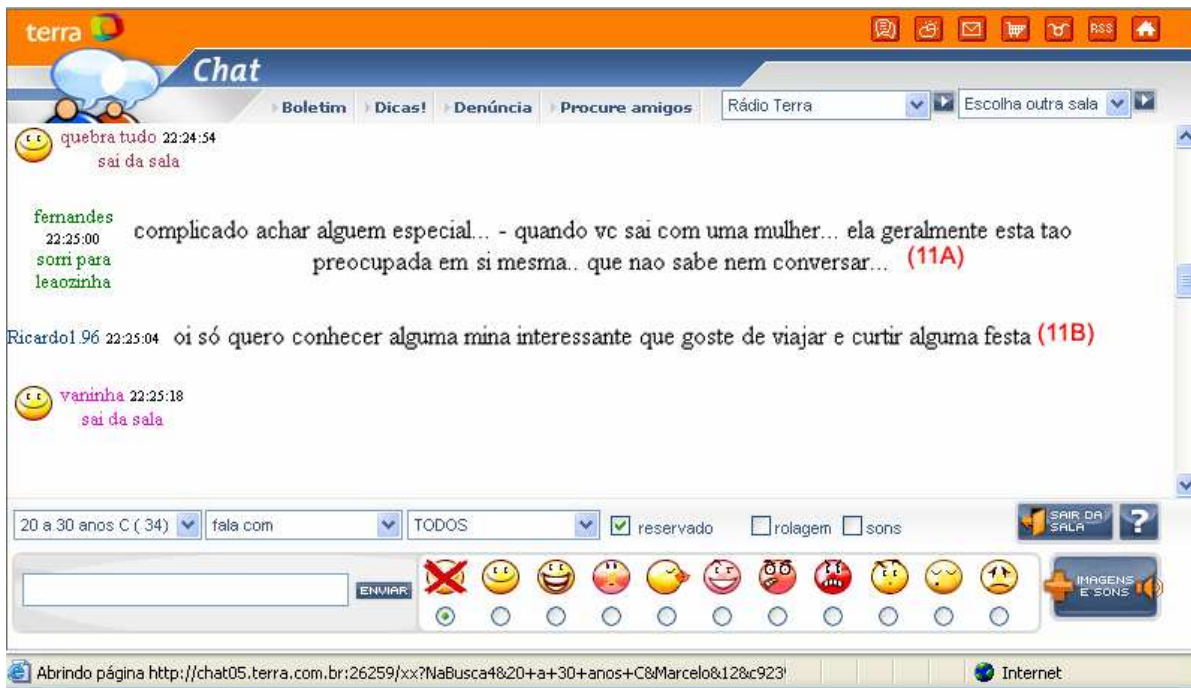 terra
RSS
Chat
Boletim Dicas! Denúncia Procure amigos Rádio Terra Escolha outra sala
quebra tudo 22:24:54
sai da sala
fernandes
22:25:00
sorri para
leaozinha
complicado achar alguem especial... - quando vc sai com uma mulher... ela geralmente esta tao
preocupada em si mesma.. que nao sabe nem conversar... (11A)
Ricardo1.96 22:25:04 oi só quero conhecer alguma mina interessante que goste de viajar e curtir alguma festa (11B)
vaninha 22:25:18
sai da sala
20 a 30 anos C ( 34) fala com TODOS reservado rolagem sons
SAIR DA
SALA
?
ENVIAR
IMAGENS
E SONS
Abrindo página http://chat05.terra.com.br:26259/xx?NaBusca4&20+a+30+anos+C&Marcelo&12&c923 Internet